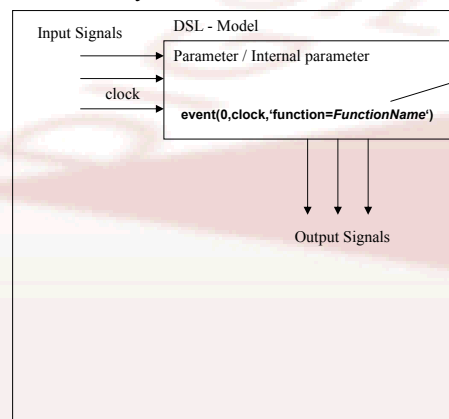 DSL - Model
Input Signals
Parameter / Internal parameter
clock
event(0,clock,‘function=FunctionName‘)
Output Signals